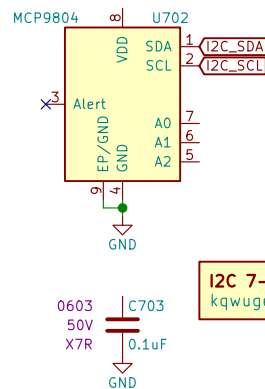 MCP9804 8 U702
VDD
SDA 1 I2C_SDA
SCL 2 I2C_SCL
3 Alert
A0 7
A1 6
A2 5
EP/GND
GND
9 4
GND
I2C 7-
kqwuge
0603 C703
50V
X7R 0.1uF
GND